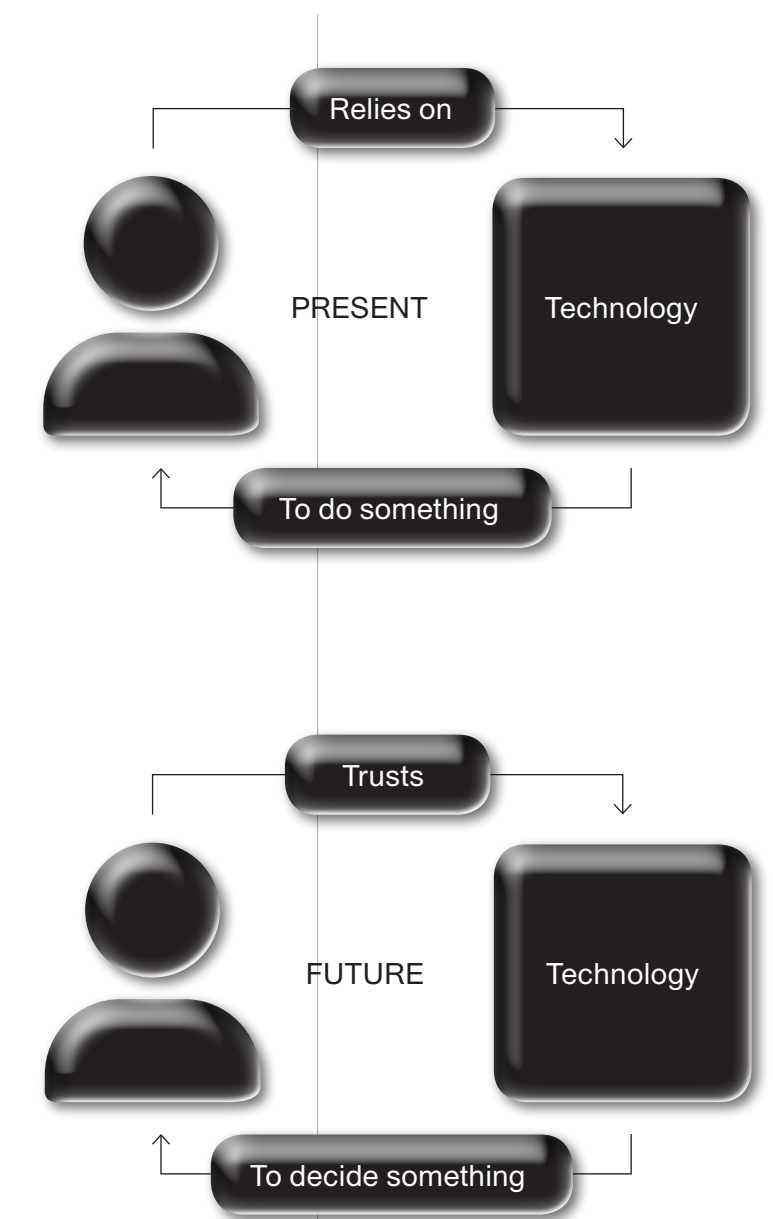 Relies on
PRESENT
Technology
To do something
Trusts
FUTURE
Technology
To decide something